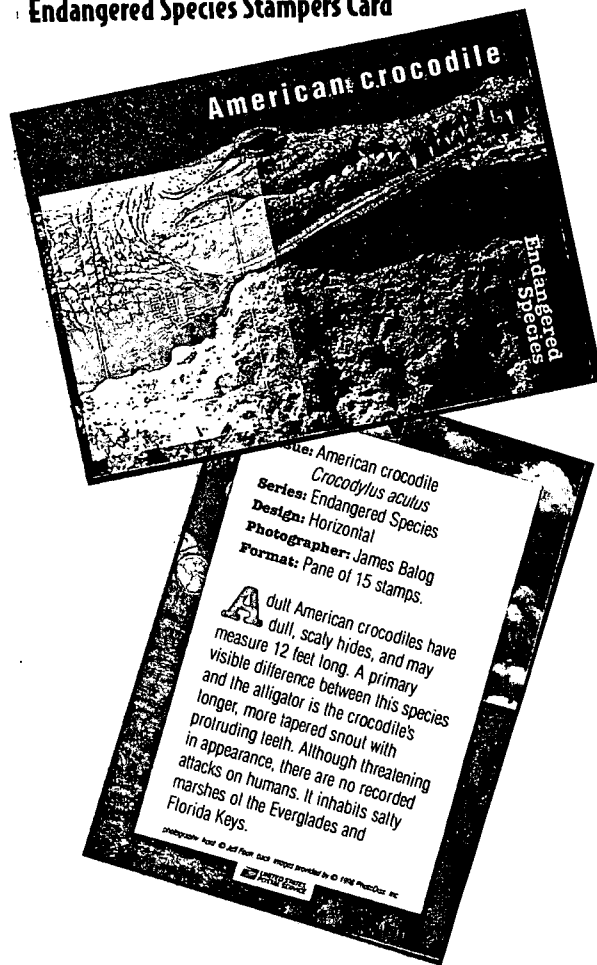 Endangered Species Stampers Card
American crocodile
Endangered
Species
American crocodile
Crocodylus acutus
Series: Endangered Species
Design: Horizontal
Photographer: James Balog
Format: Pane of 15 stamps.
Adult American crocodiles have
dull, scaly hides, and may
measure 12 feet long. A primary
visible difference between this species
and the alligator is the crocodile's
longer, more tapered snout with
protruding teeth. Although threatening
in appearance, there are no recorded
attacks on humans. It inhabits salty
marshes of the Everglades and
Florida Keys.
UNITED STATES
POSTAL SERVICE